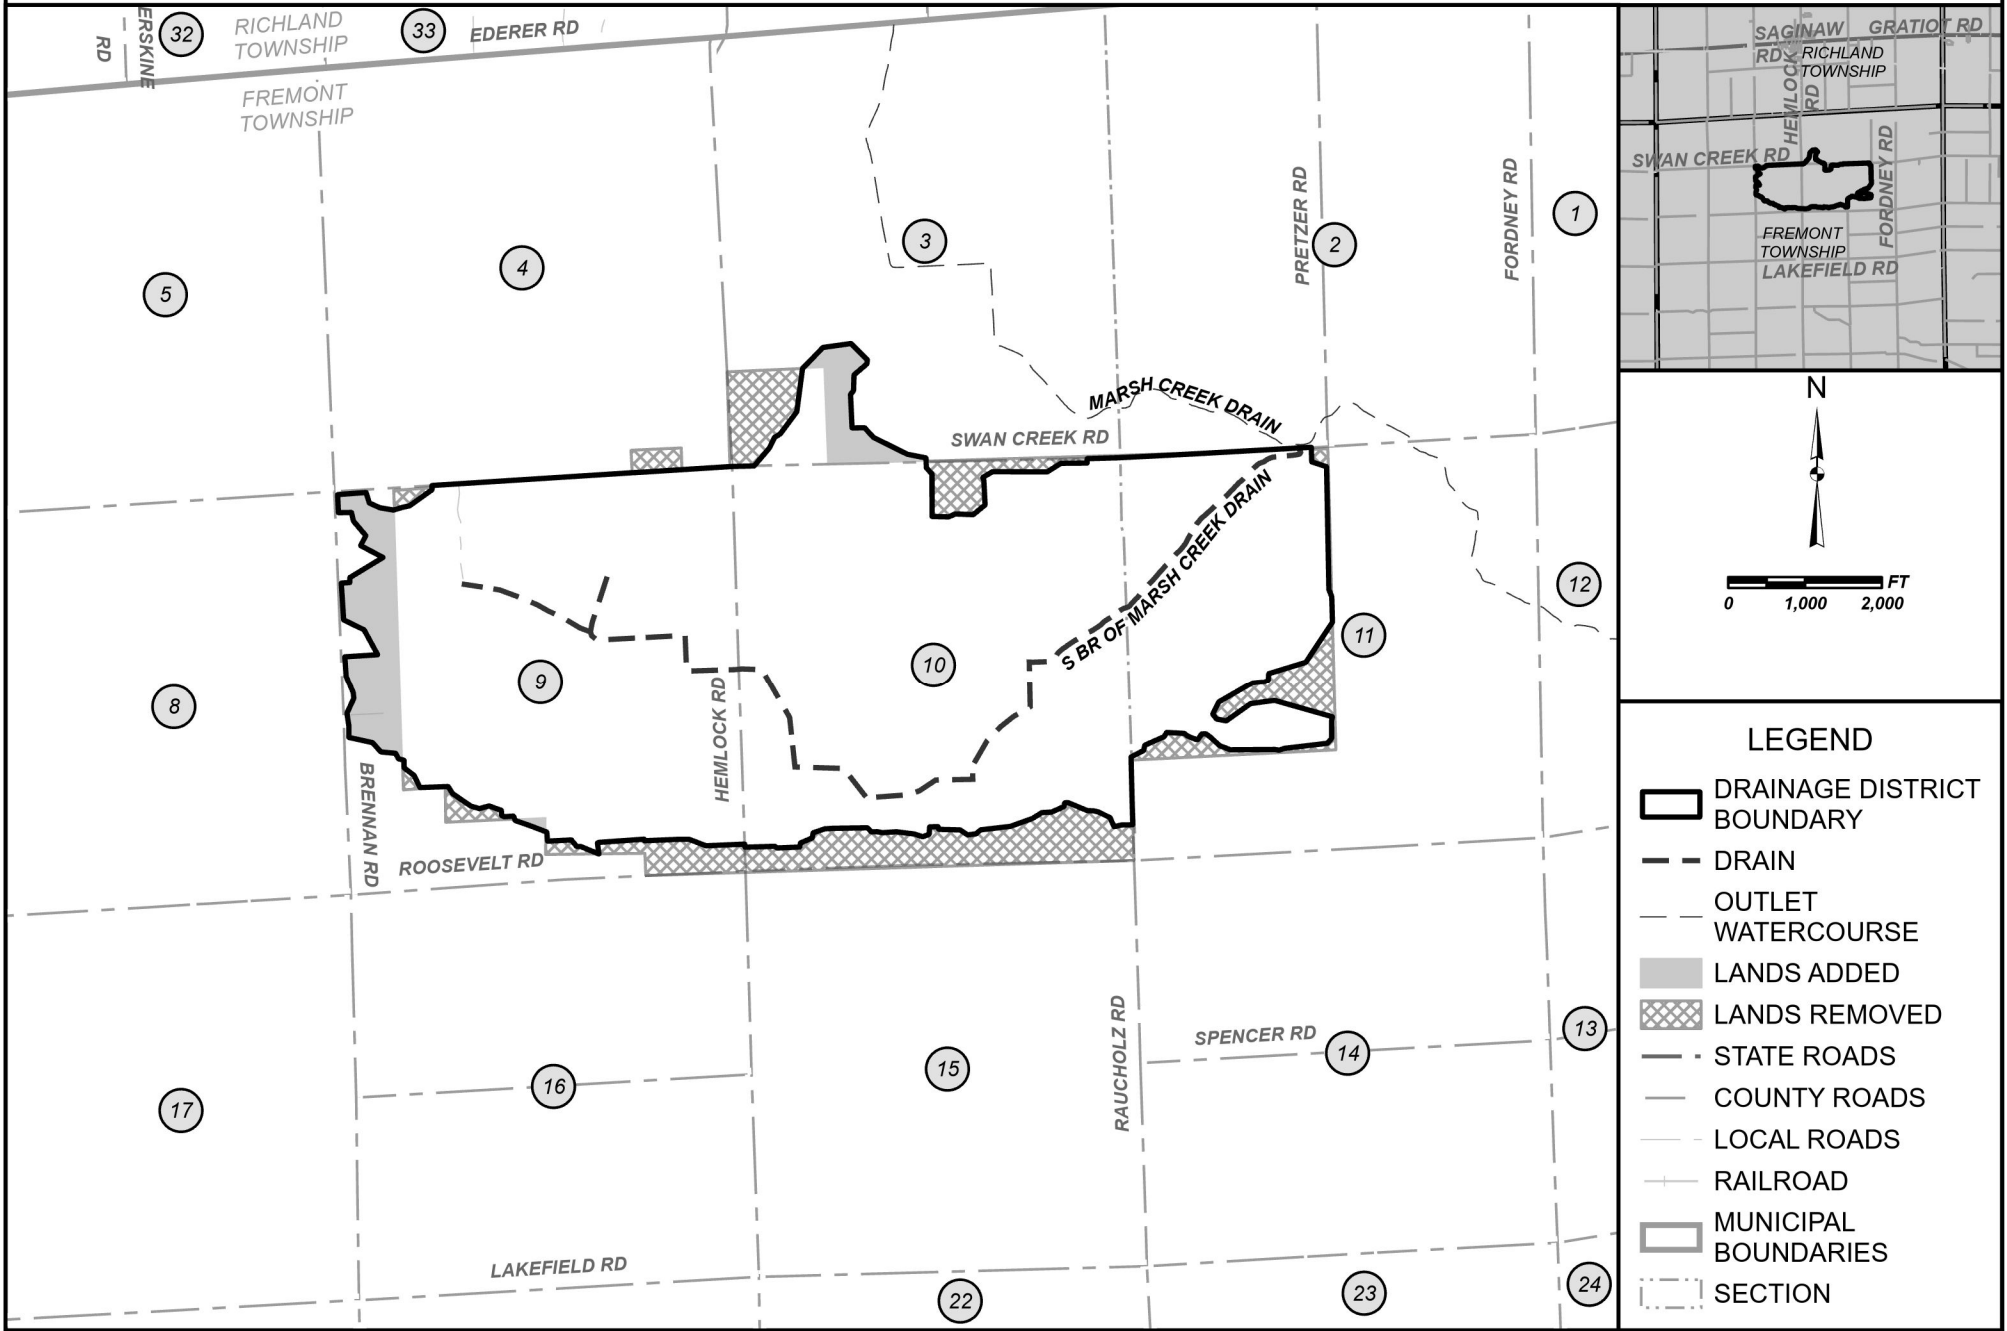 32
RICHLAND
TOWNSHIP
33
EDERER RD
ERSKINE
RD
FREMONT
TOWNSHIP
5
4
3
PRETZER RD
2
FORDNEY RD
1
MARSH CREEK DRAIN
SWAN CREEK RD
S BR OF MARSH CREEK DRAIN
8
9
HEMLOCK RD
10
11
12
BRENNAN RD
ROOSEVELT RD
17
16
15
RAUCHOLZ RD
SPENCER RD
14
13
LAKEFIELD RD
22
23
24
SAGINAW
RD
GRATIOT RD
HEMLOCK
RD
RICHLAND
TOWNSHIP
SWAN CREEK RD
FORDNEY RD
FREMONT
TOWNSHIP
LAKEFIELD RD
N
FT
0 1,000 2,000
LEGEND
DRAINAGE DISTRICT
BOUNDARY
DRAIN
OUTLET
WATERCOURSE
LANDS ADDED
LANDS REMOVED
STATE ROADS
COUNTY ROADS
LOCAL ROADS
RAILROAD
MUNICIPAL
BOUNDARIES
SECTION